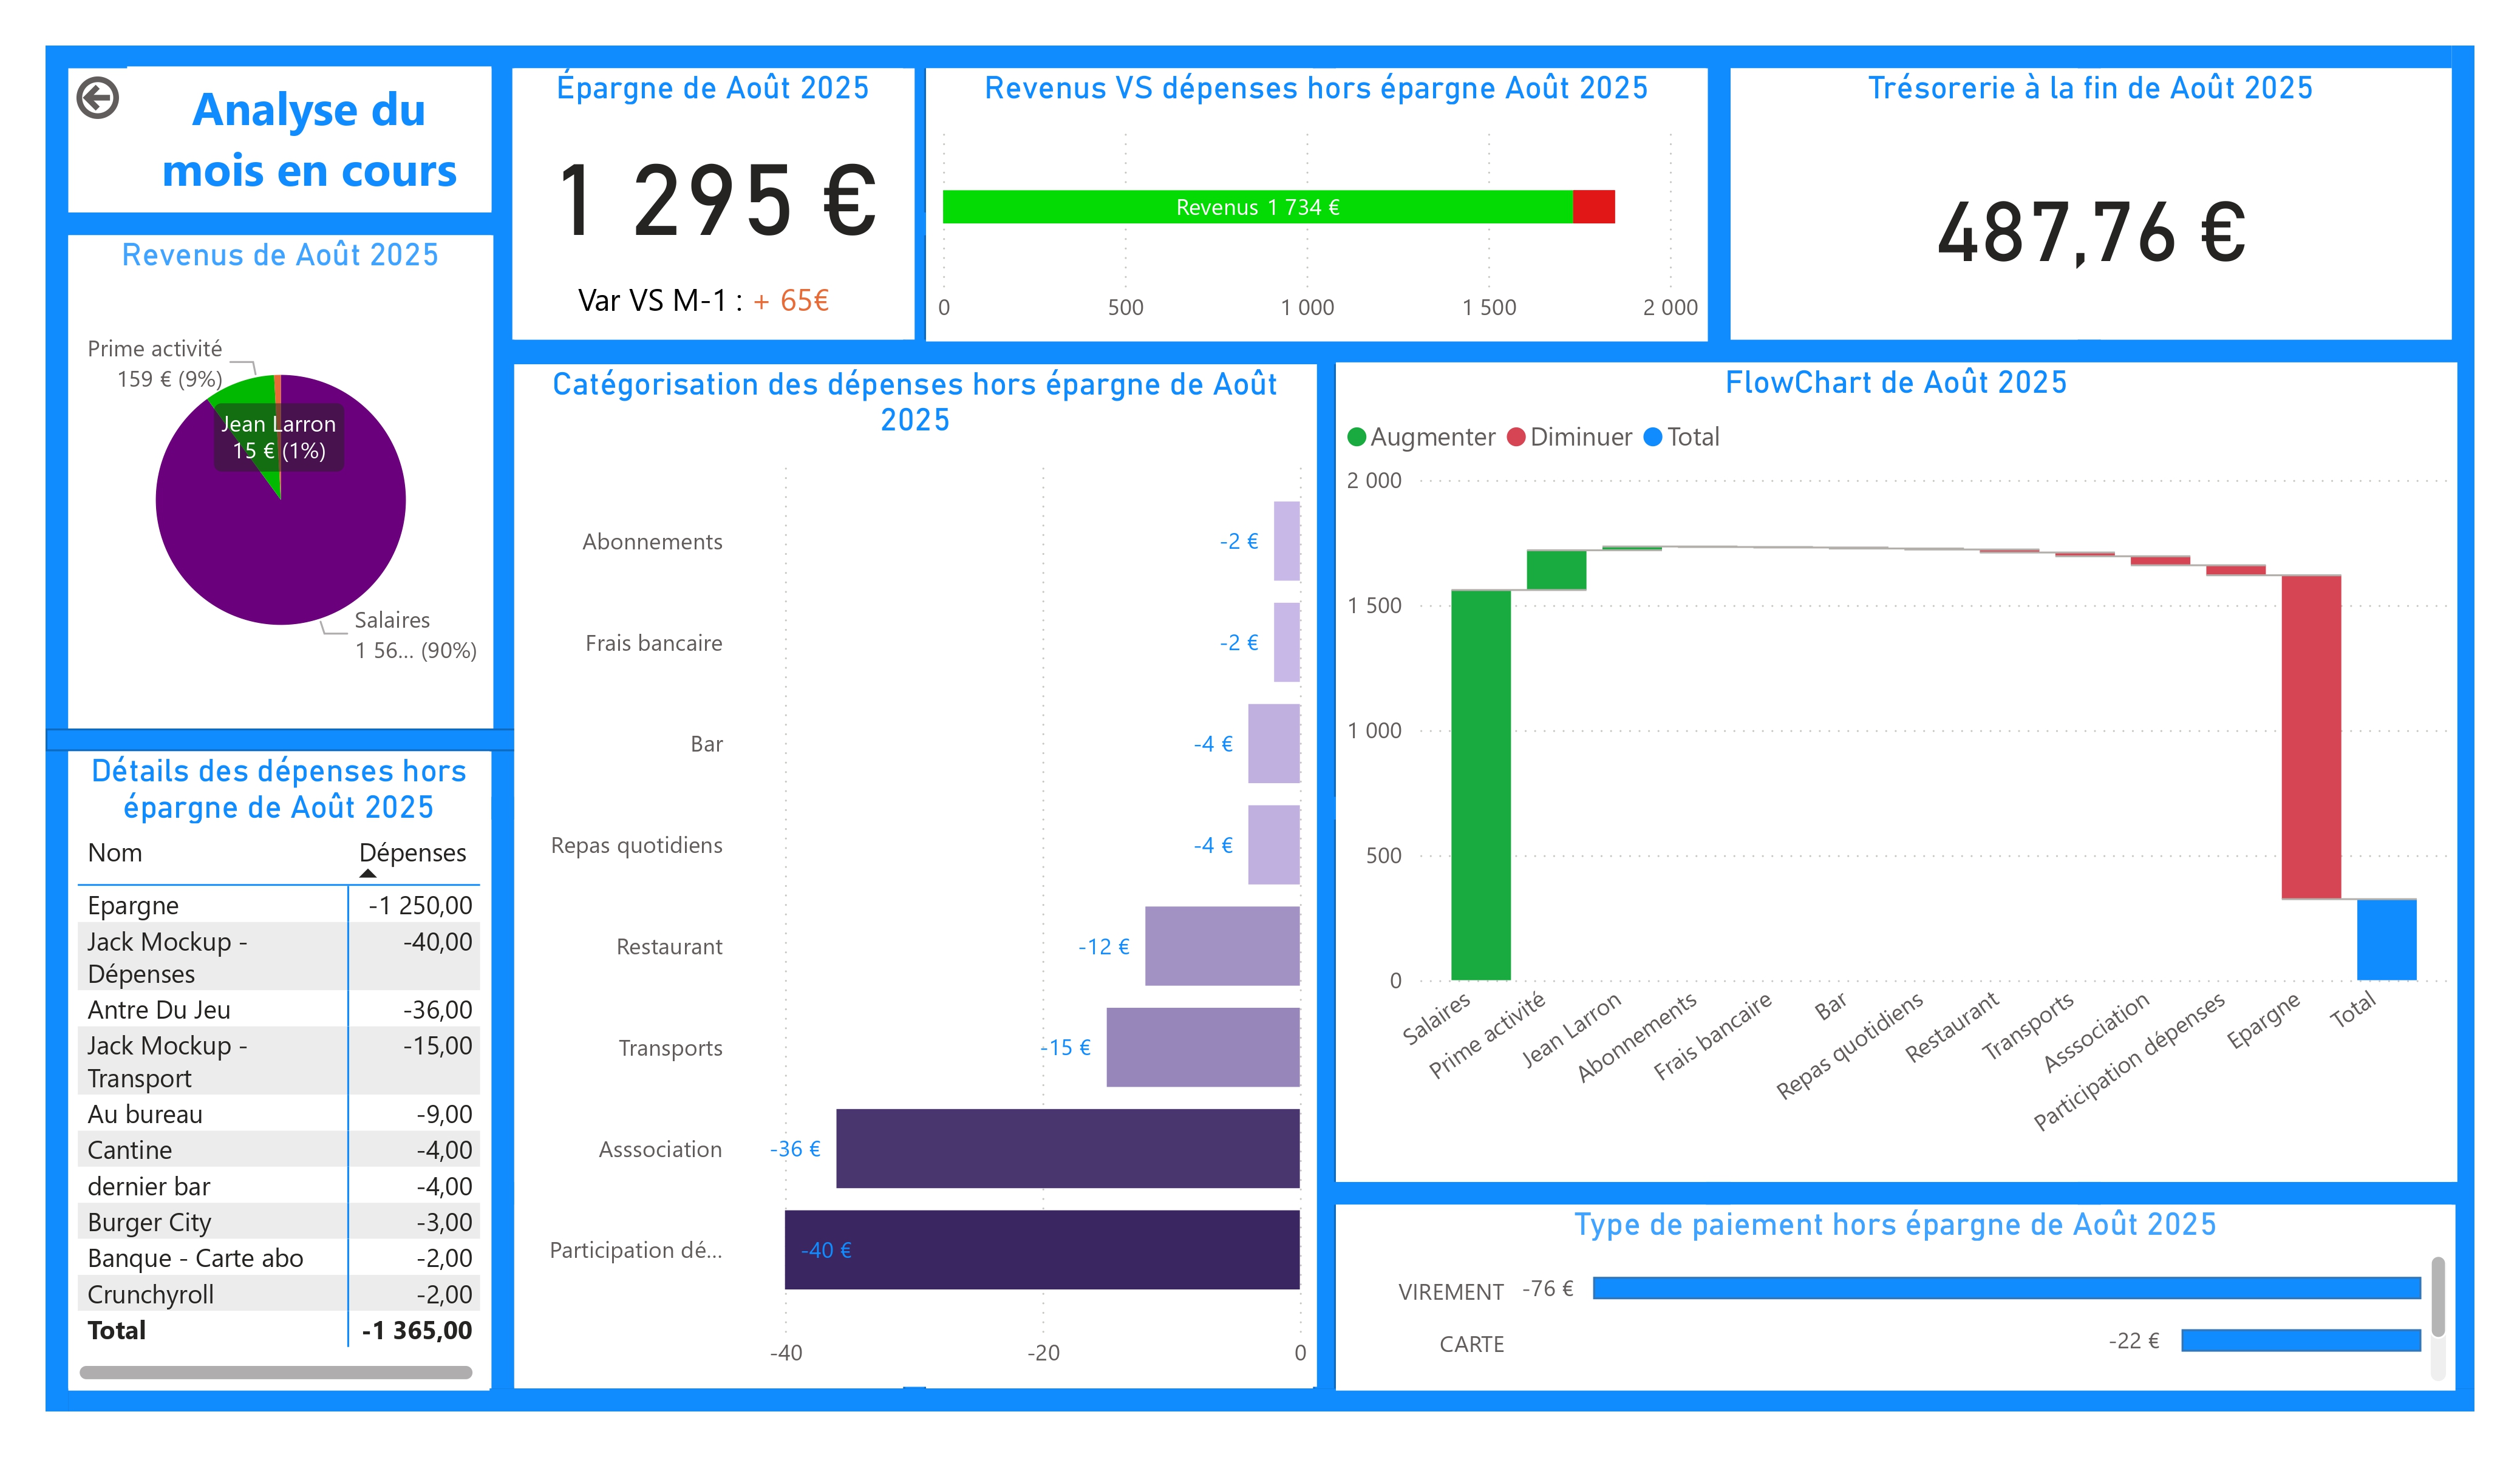 Analyse du
mois en cours
Épargne de Août 2025
1 295 €
Var VS M-1 : + 65€
Revenus VS dépenses hors épargne Août 2025
Revenus 1 734 €
0 500 1 000 1 500 2 000
Trésorerie à la fin de Août 2025
487,76 €
Revenus de Août 2025
Prime activité
159 € (9%)
Jean Larron
15 € (1%)
Salaires
1 56... (90%)
Détails des dépenses hors
épargne de Août 2025
Nom Dépenses
Epargne -1 250,00
Jack Mockup - -40,00
Dépenses
Antre Du Jeu -36,00
Jack Mockup - -15,00
Transport
Au bureau -9,00
Cantine -4,00
dernier bar -4,00
Burger City -3,00
Banque - Carte abo -2,00
Crunchyroll -2,00
Total -1 365,00
Catégorisation des dépenses hors épargne de Août
2025
Abonnements -2 €
Frais bancaire -2 €
Bar -4 €
Repas quotidiens -4 €
Restaurant -12 €
Transports -15 €
Asssociation -36 €
Participation dé... -40 €
-40 -20 0
FlowChart de Août 2025
Augmenter Diminuer Total
2 000
1 500
1 000
500
0
Salaires
Prime activité
Jean Larron
Abonnements
Frais bancaire
Bar
Repas quotidiens
Restaurant
Transports
Asssociation
Participation dépenses
Epargne
Total
Type de paiement hors épargne de Août 2025
VIREMENT -76 €
CARTE -22 €